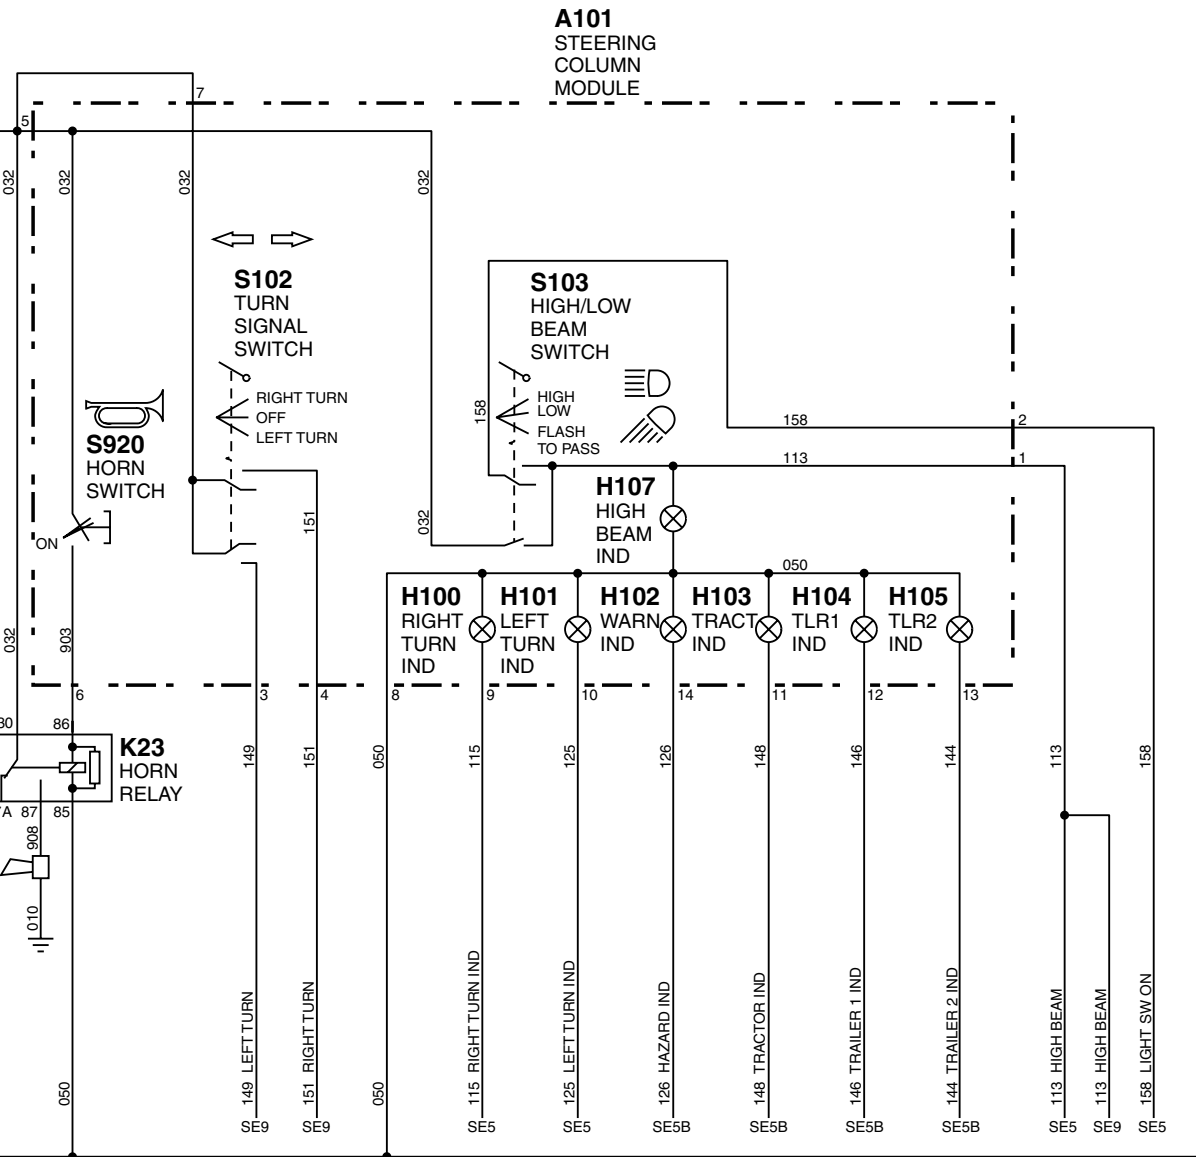 A101
STEERING
COLUMN
MODULE
7
5
032
032
032
032
S102
TURN
SIGNAL
SWITCH
S103
HIGH/LOW
BEAM
SWITCH
RIGHT TURN
OFF
LEFT TURN
158
HIGH
LOW
FLASH
TO PASS
158
2
113
1
S920
HORN
SWITCH
ON
151
032
H107
HIGH
BEAM
IND
050
H100
RIGHT
TURN
IND
H101
LEFT
TURN
IND
H102
WARN
IND
H103
TRACT
IND
H104
TLR1
IND
H105
TLR2
IND
032
903
6
3
4
8
9
10
14
11
12
13
86
K23
HORN
RELAY
149
151
050
115
125
126
148
146
144
113
158
87
85
908
010
050
149 LEFT TURN
151 RIGHT TURN
050
115 RIGHT TURN IND
125 LEFT TURN IND
126 HAZARD IND
148 TRACTOR IND
146 TRAILER 1 IND
144 TRAILER 2 IND
113 HIGH BEAM
113 HIGH BEAM
158 LIGHT SW ON
SE9
SE9
SE5
SE5
SE5B
SE5B
SE5B
SE5B
SE5
SE9
SE5